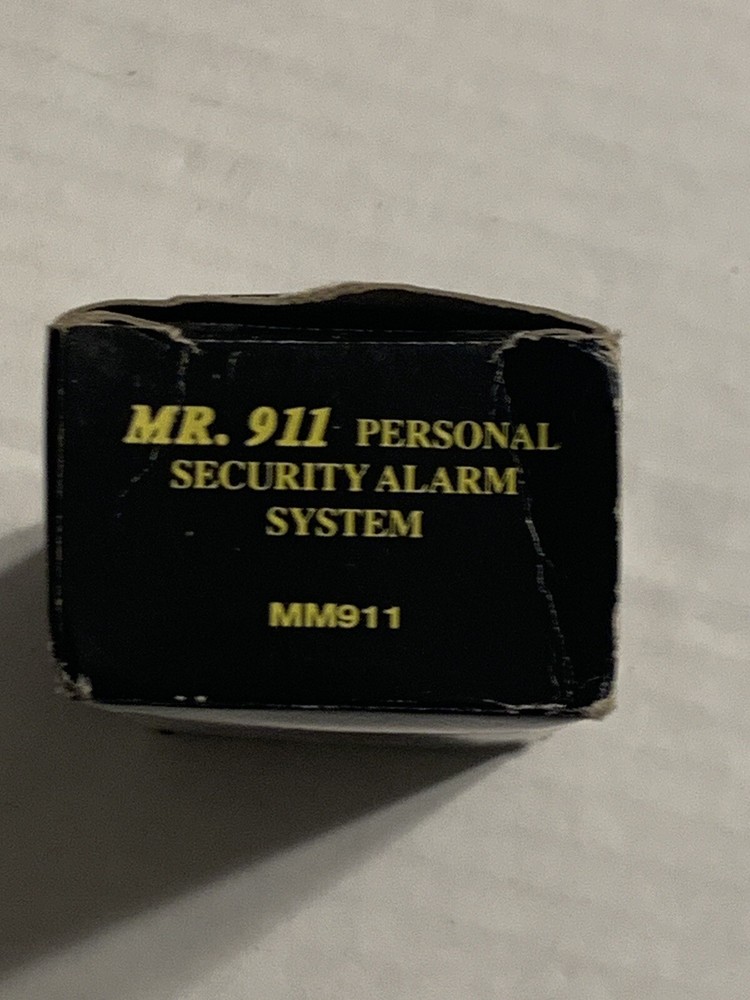 MR. 911 PERSONAL
SECURITY ALARM
SYSTEM
MM911